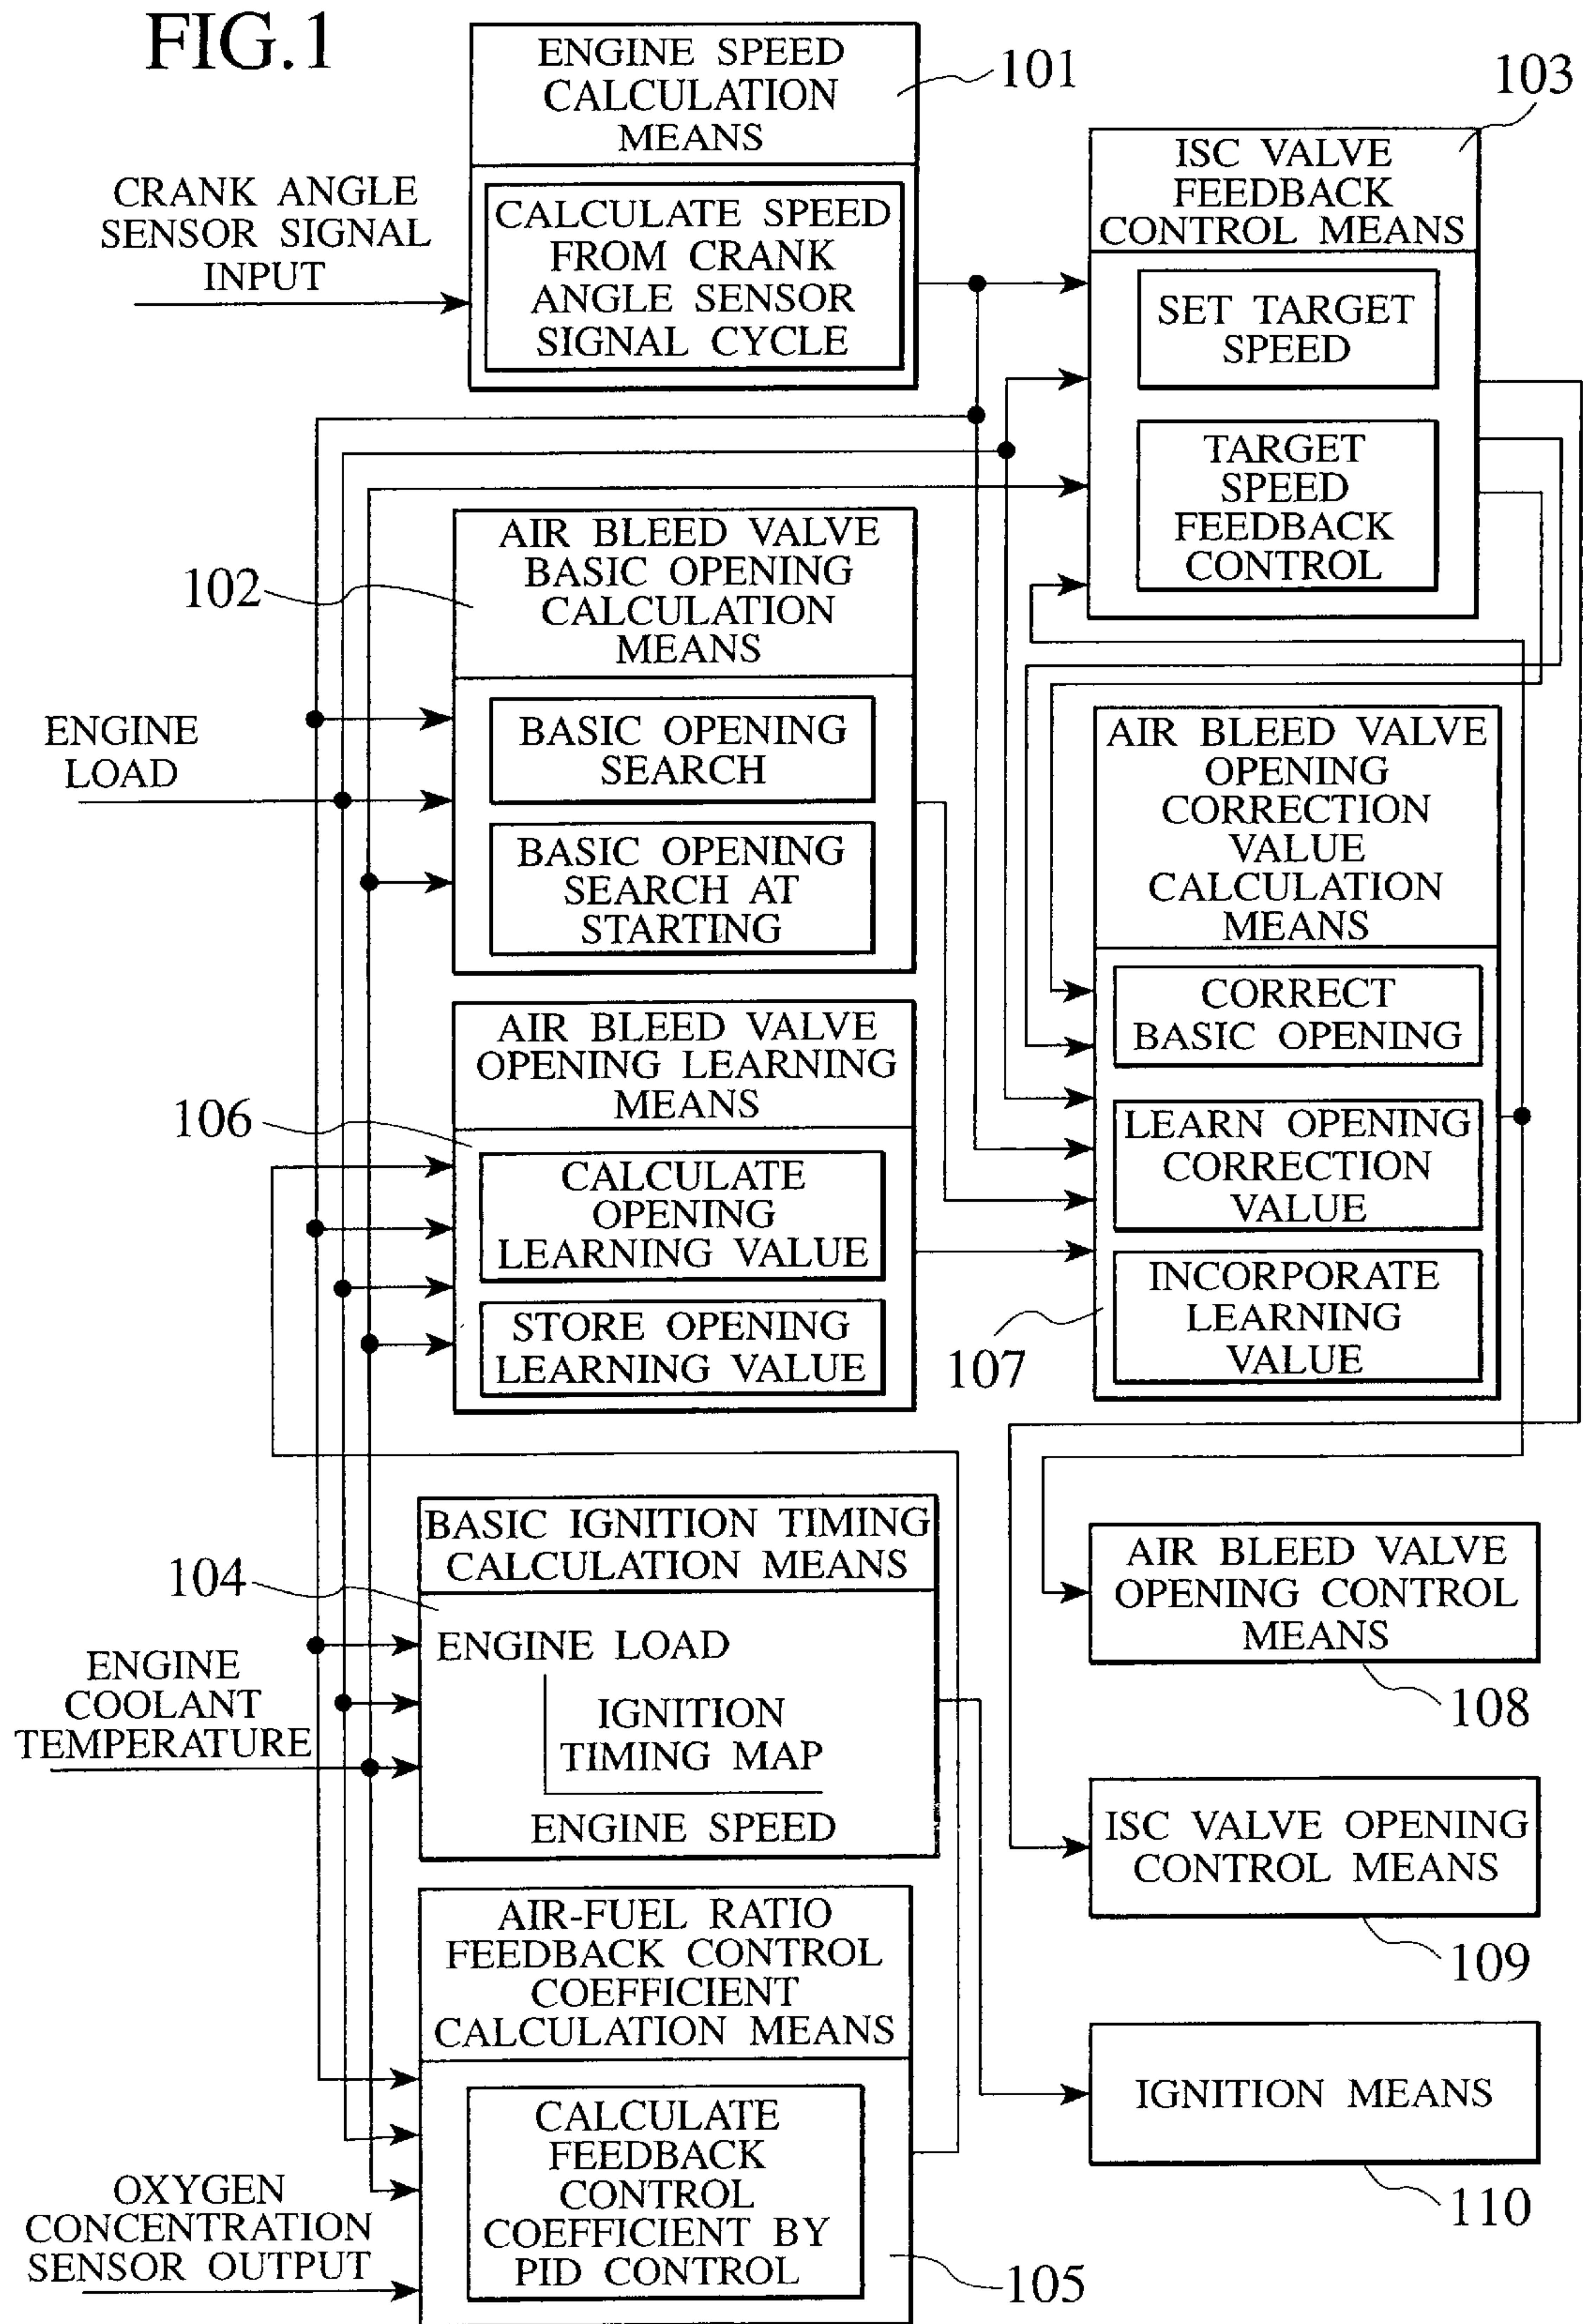 FIG.1
ENGINE SPEED
CALCULATION
MEANS
101
CALCULATE SPEED
FROM CRANK
ANGLE SENSOR
SIGNAL CYCLE
CRANK ANGLE
SENSOR SIGNAL
INPUT
103
ISC VALVE
FEEDBACK
CONTROL MEANS
SET TARGET
SPEED
TARGET
SPEED
FEEDBACK
CONTROL
102
AIR BLEED VALVE
BASIC OPENING
CALCULATION
MEANS
BASIC OPENING
SEARCH
BASIC OPENING
SEARCH AT
STARTING
ENGINE
LOAD
AIR BLEED VALVE
OPENING
CORRECTION
VALUE
CALCULATION
MEANS
CORRECT
BASIC OPENING
LEARN OPENING
CORRECTION
VALUE
INCORPORATE
LEARNING
VALUE
107
AIR BLEED VALVE
OPENING LEARNING
MEANS
106
CALCULATE
OPENING
LEARNING VALUE
STORE OPENING
LEARNING VALUE
BASIC IGNITION TIMING
CALCULATION MEANS
104
ENGINE LOAD
IGNITION
TIMING MAP
ENGINE SPEED
ENGINE
COOLANT
TEMPERATURE
AIR BLEED VALVE
OPENING CONTROL
MEANS
108
ISC VALVE OPENING
CONTROL MEANS
109
AIR-FUEL RATIO
FEEDBACK CONTROL
COEFFICIENT
CALCULATION MEANS
CALCULATE
FEEDBACK
CONTROL
COEFFICIENT BY
PID CONTROL
105
OXYGEN
CONCENTRATION
SENSOR OUTPUT
IGNITION MEANS
110